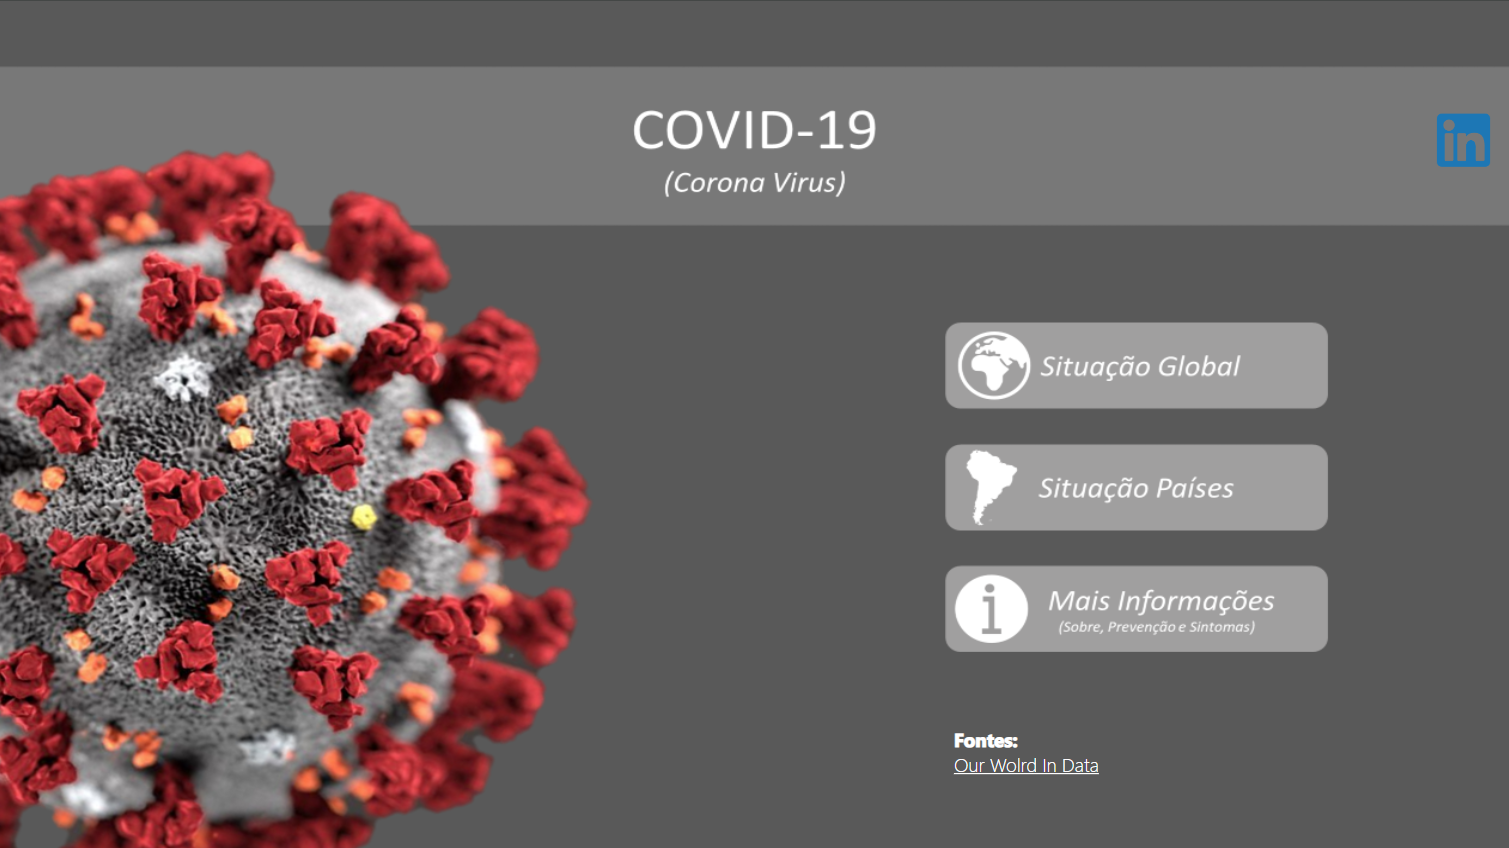 COVID-19
(Corona Virus)
in
Situação Global
Situação Países
i
Mais Informações
(Sobre, Prevenção e Sintomas)
Fontes:
Our Wolrd In Data